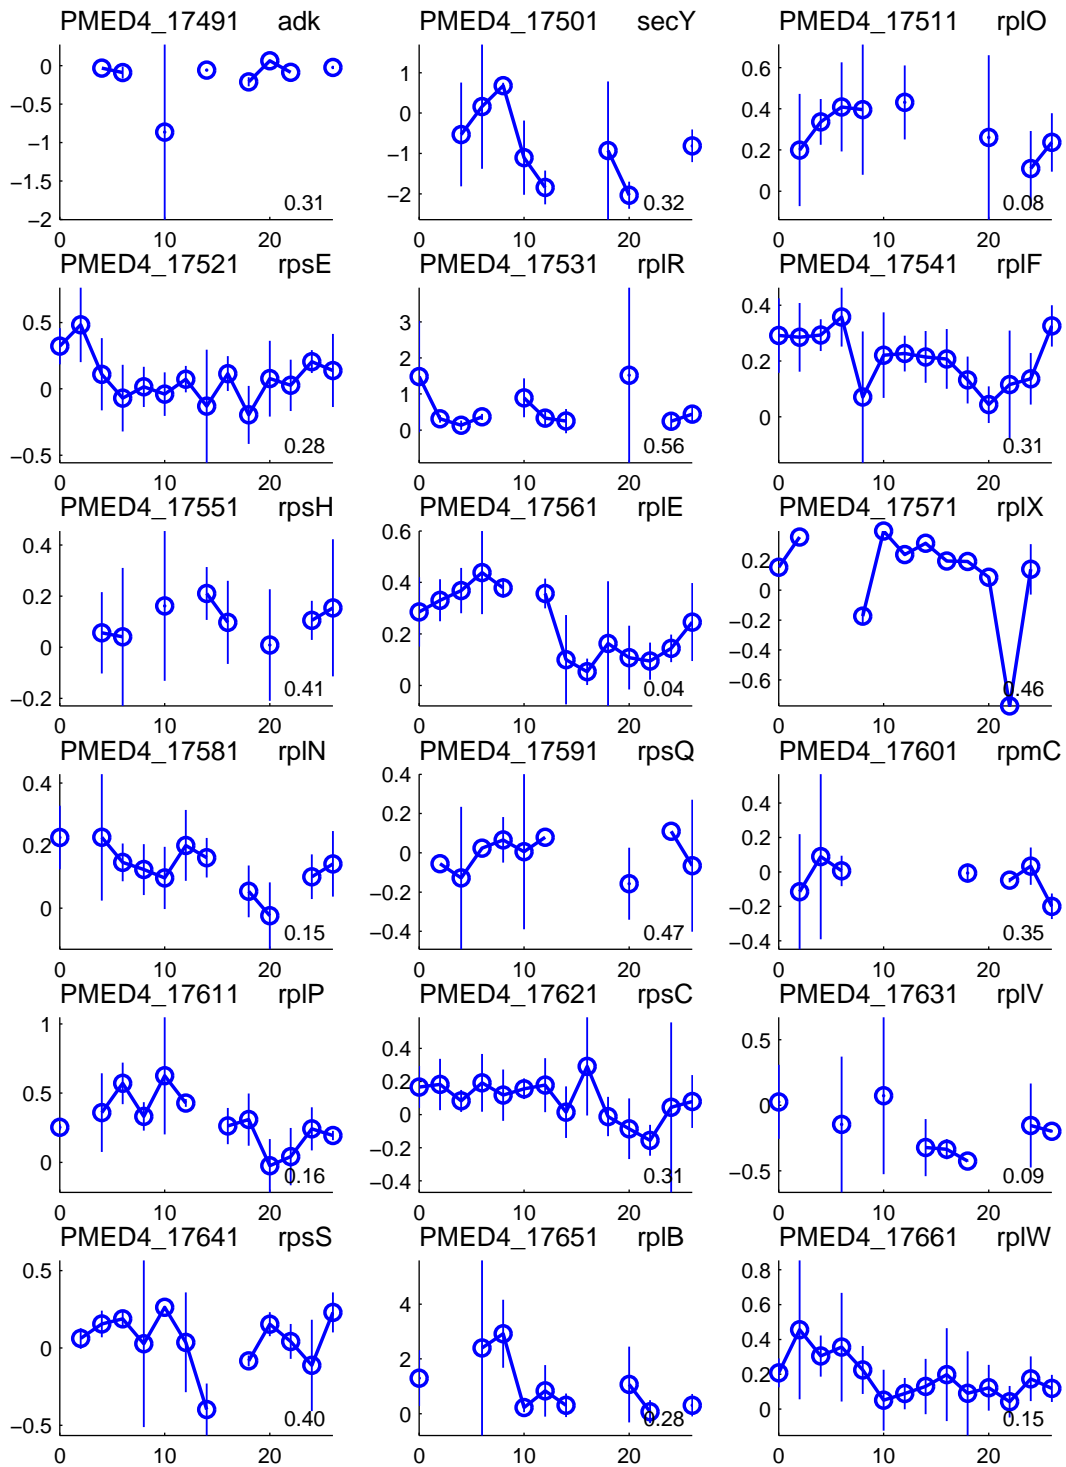 PMED4_17491 adk PMED4_17501 secY PMED4_17511 rplO
0 −0.5 −1 −1.5 −2 0.31 0 20
1 0 −1 −2 0.32 0 10 20
0.6 0.4 0.2 0 0.08 0 10 20
PMED4_17521 rpsE PMED4_17531 rplR PMED4_17541 rplF
0.5 0 −0.5 0.28 0 20
3 2 1 0 0.56 0 10 20
0.4 0.2 0 0.31 0 10 20
PMED4_17551 rpsH PMED4_17561 rplE PMED4_17571 rplX
0.4 0.2 0 −0.2 0.41 0 20
0.6 0.4 0.2 0 0.04 0 10 20
0.2 0 −0.2 −0.4 −0.6 0.46 0 10 20
PMED4_17581 rplN PMED4_17591 rpsQ PMED4_17601 rpmC
0.4 0.2 0 0.15 0 20
0.4 0.2 0 −0.2 −0.4 0.47 0 10 20
0.4 0.2 0 −0.2 −0.4 0.35 0 10 20
PMED4_17611 rplP PMED4_17621 rpsC PMED4_17631 rplV
1 0.5 0 0.16 0 20
0.4 0.2 0 −0.2 −0.4 0.31 0 10 20
0.5 0 −0.5 0.09 0 10 20
PMED4_17641 rpsS PMED4_17651 rplB PMED4_17661 rplW
0.5 0 −0.5 0.40 0 10 20
4 2 0 0.28 0 10 20
0.8 0.6 0.4 0.2 0 0.15 0 10 20